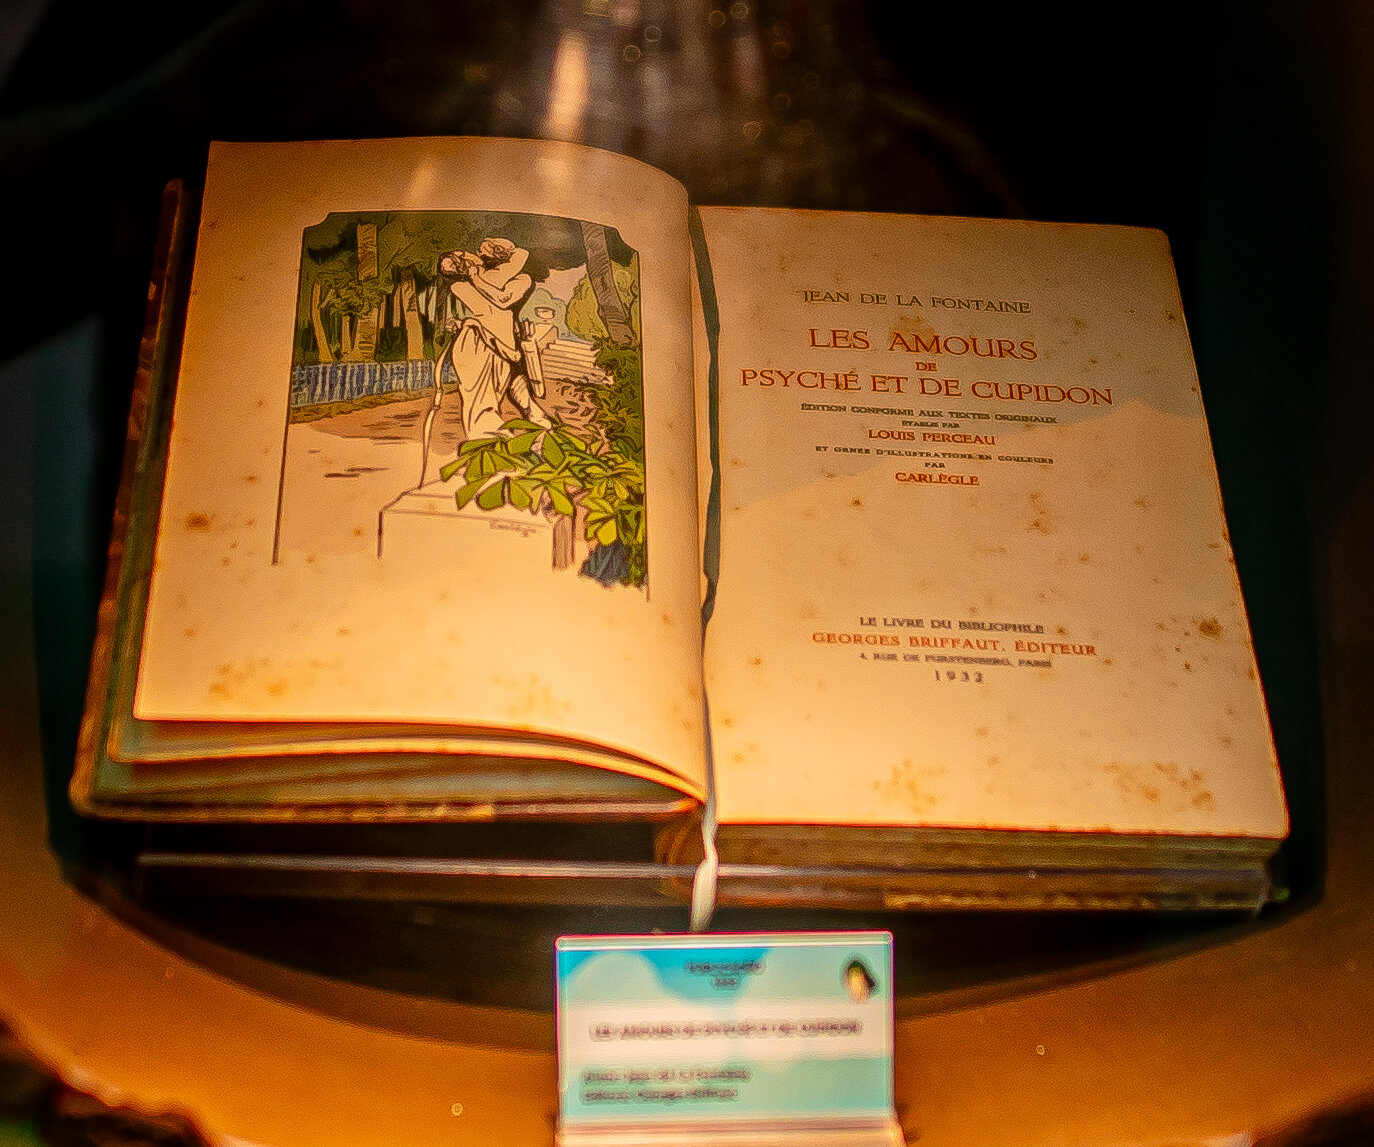 JEAN DE LA FONTAINE
LES AMOURS
DE
PSYCHÉ ET DE CUPIDON
ÉDITION CONFORME AUX TEXTES ORIGINAUX
ÉTABLIE PAR
LOUIS PERCEAU
ET ORNÉE D'ILLUSTRATIONS EN COULEURS
PAR
CARLÈGLE
LE LIVRE DU BIBLIOPHILE
GEORGES BRIFFAUT, ÉDITEUR
4, RUE DE FURSTENBERG, PARIS
1932